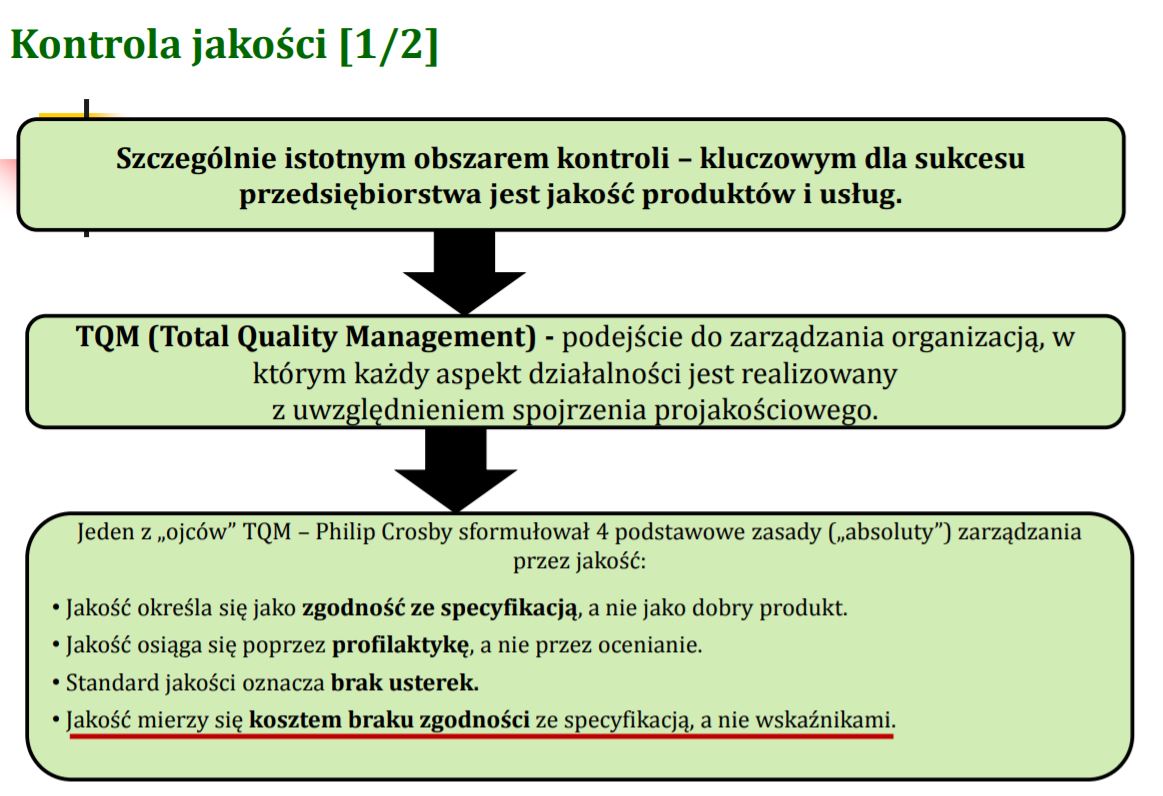 Kontrola jakości [1/2]
Szczególnie istotnym obszarem kontroli – kluczowym dla sukcesu
przedsiębiorstwa jest jakość produktów i usług.
TQM (Total Quality Management) - podejście do zarządzania organizacją, w
którym każdy aspekt działalności jest realizowany
z uwzględnieniem spojrzenia projakościowego.
Jeden z „ojców” TQM – Philip Crosby sformułował 4 podstawowe zasady („absoluty”) zarządzania
przez jakość:
• Jakość określa się jako zgodność ze specyfikacją, a nie jako dobry produkt.
• Jakość osiąga się poprzez profilaktykę, a nie przez ocenianie.
• Standard jakości oznacza brak usterek.
• Jakość mierzy się kosztem braku zgodności ze specyfikacją, a nie wskaźnikami.